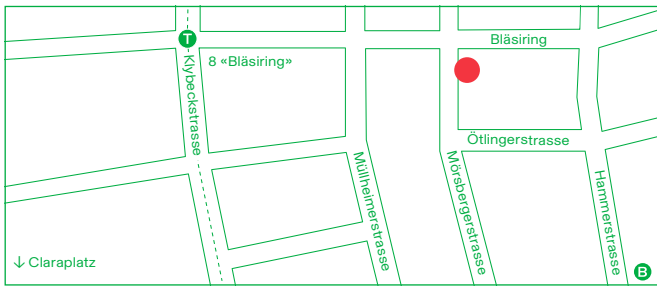 T
Bläsiring
8 «Bläsiring»
Klybeckstrasse
Ötlingerstrasse
Müllheimerstrasse
Mörsbergerstrasse
Hammerstrasse
↓ Claraplatz
B